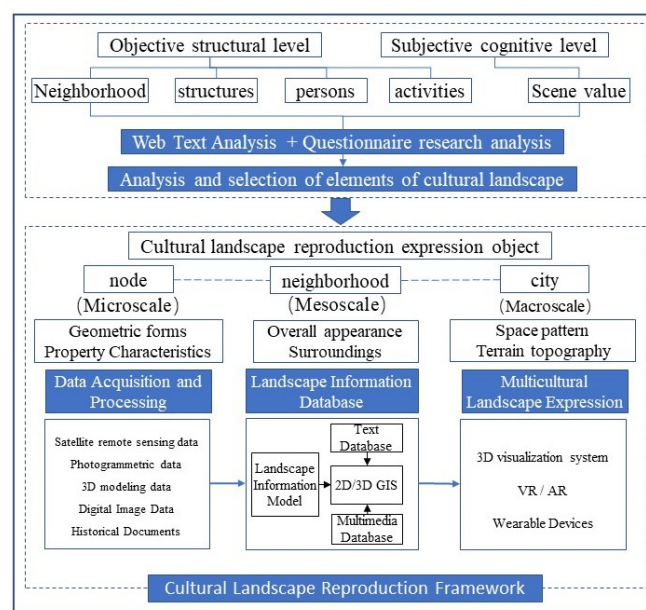 Objective structural level
Subjective cognitive level
Neighborhood
structures
persons
activities
Scene value
Web Text Analysis + Questionnaire research analysis
Analysis and selection of elements of cultural landscape
Cultural landscape reproduction expression object
node
(Microscale)
neighborhood
(Mesoscale)
city
(Macroscale)
Geometric forms
Property Characteristics
Overall appearance
Surroundings
Space pattern
Terrain topography
Data Acquisition and
Processing
Landscape Information
Database
Multicultural
Landscape Expression
Satellite remote sensing data
Photogrammetric data
3D modeling data
Digital Image Data
Historical Documents
Landscape
Information
Model
Text
Database
2D/3D GIS
Multimedia
Database
3D visualization system
VR / AR
Wearable Devices
Cultural Landscape Reproduction Framework